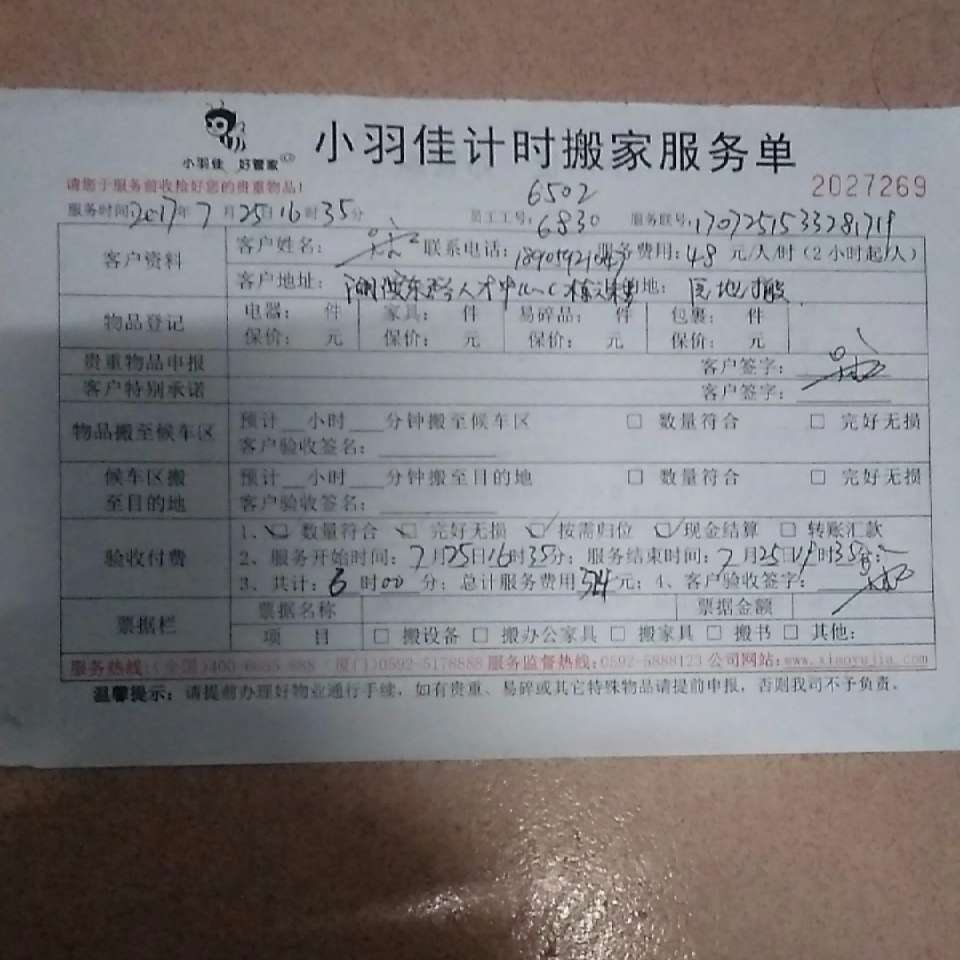 小羽佳 好管家
小羽佳计时搬家服务单
请您于服务前收检好您的贵重物品!
6502
2027269
服务时间:2017年7月25日16时35分 员工工号:6830 服务联号:1707251533281719
客户资料
客户姓名: 联系电话: 服务费用:48元/人/时(2小时起/人)
客户地址: 地:
物品登记
电器: 件 家具: 件 易碎品: 件 包裹: 件
保价: 元 保价: 元 保价: 元 保价: 元
贵重物品申报 客户签字:
客户特别承诺 客户签字:
物品搬至候车区
预计__小时___分钟搬至候车区 □ 数量符合 □ 完好无损
客户验收签名:
候车区搬至目的地
预计__小时___分钟搬至目的地 □ 数量符合 □ 完好无损
客户验收签名:
验收付费
1、☑ 数量符合 ☑ 完好无损 ☑ 按需归位 ☑ 现金结算 □ 转账汇款
2、服务开始时间:7月25日16时35分;服务结束时间:7月25日19时35分;
3、共计:6时00分;总计服务费用 元;4、客户验收签字:
票据栏
票据名称 票据金额
项 目 □ 搬设备 □ 搬办公家具 □ 搬家具 □ 搬书 □ 其他:
服务热线:(全国)400- (厦门)0592-5178888 服务监督热线:0592-5888123 公司网站:www.xiaoyujia.com
温馨提示:请提前办理好物业通行手续,如有贵重、易碎或其它特殊物品请提前申报,否则我司不予负责。